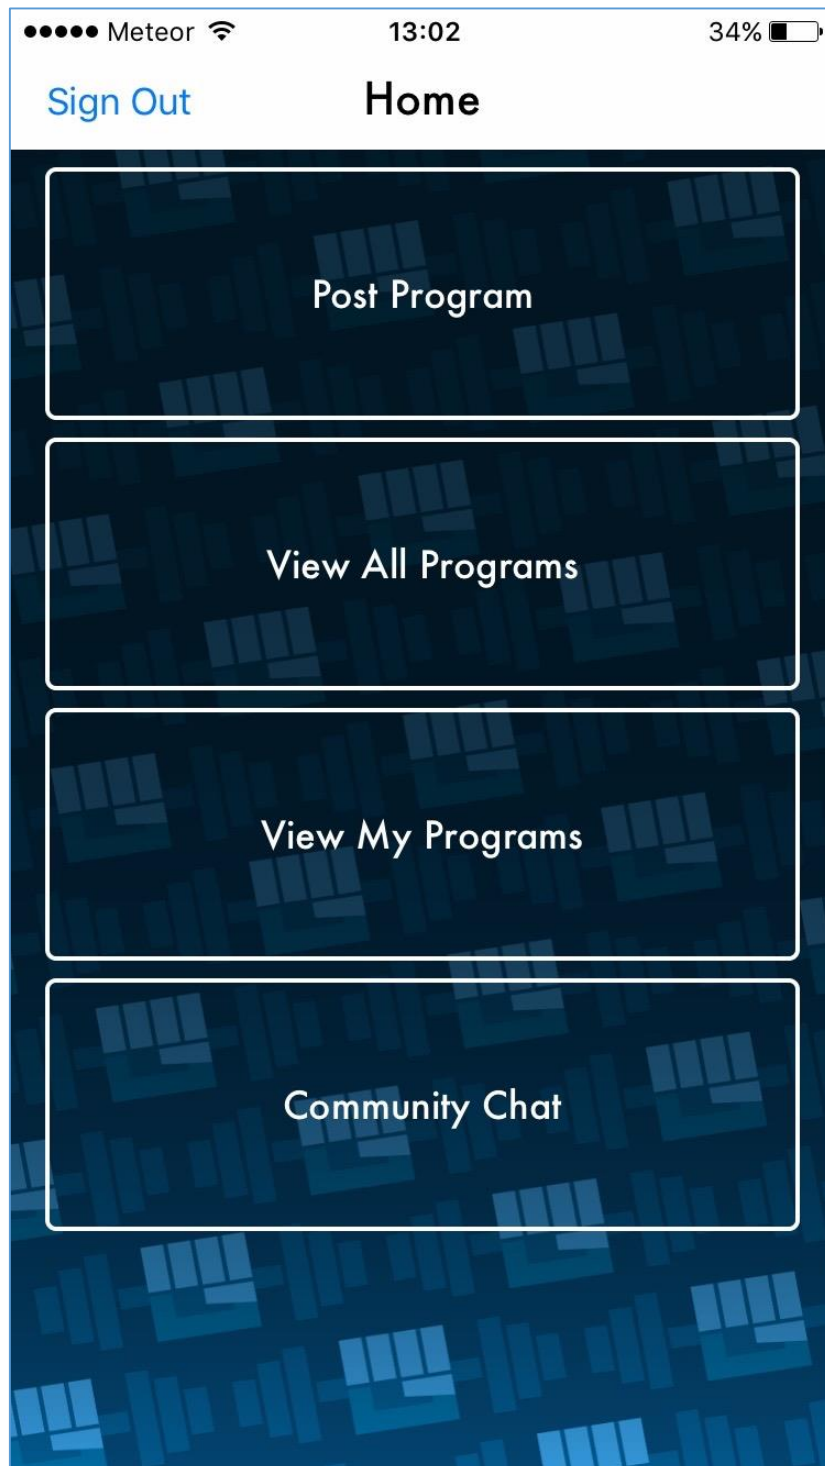 Meteor 13:02 34%
Sign Out Home
Post Program
View All Programs
View My Programs
Community Chat